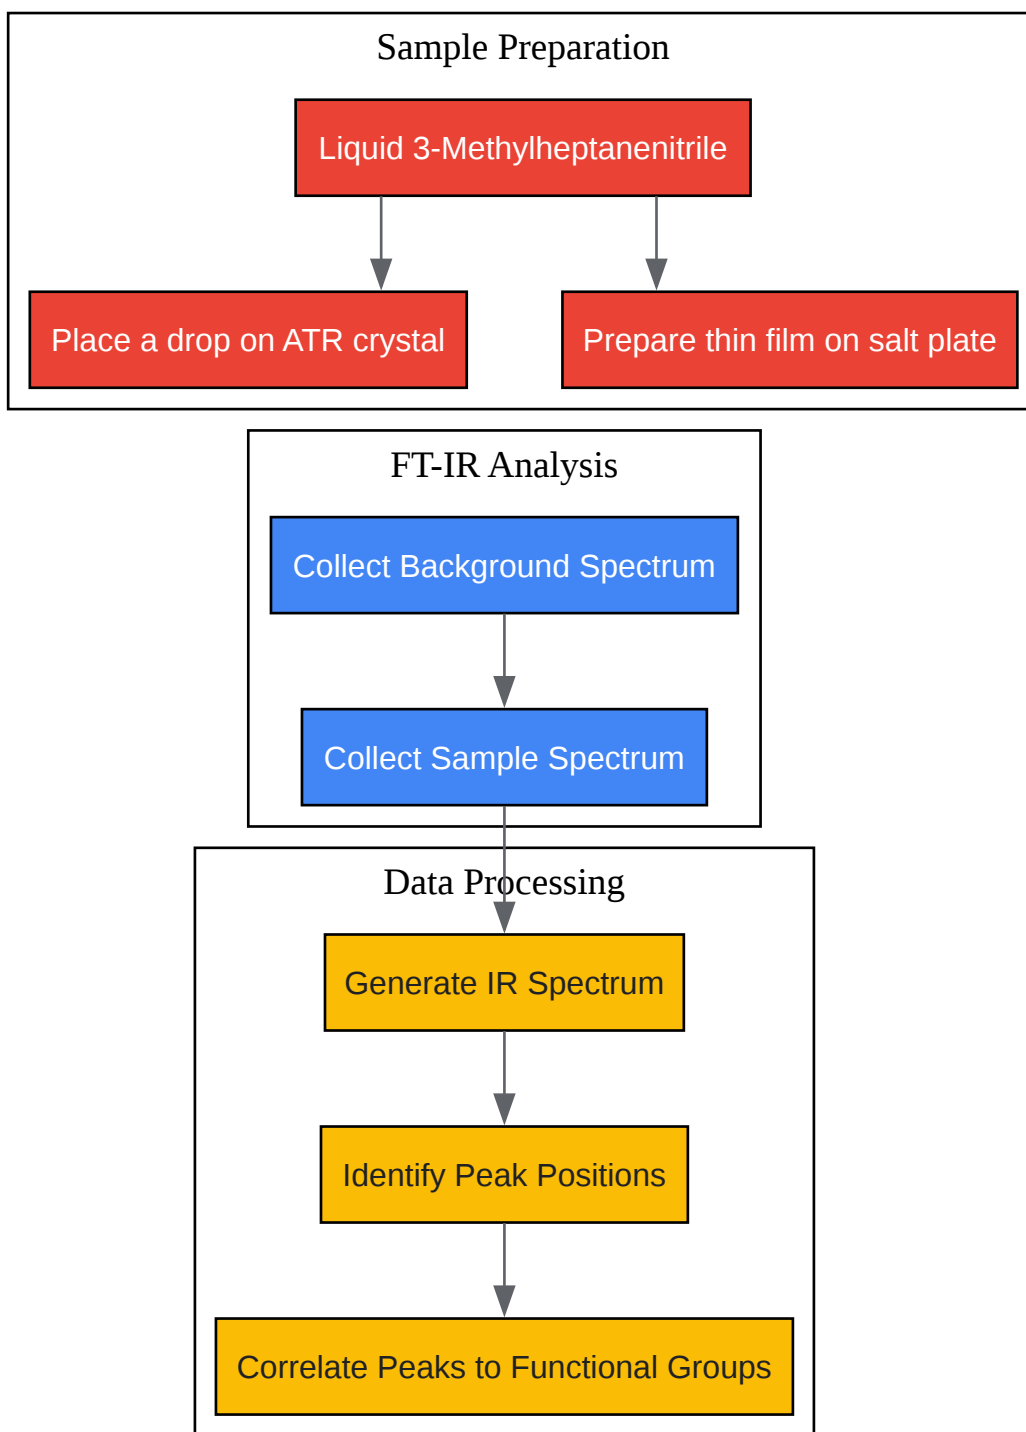 Sample Preparation
Liquid 3-Methylheptanenitrile
Place a drop on ATR crystal
Prepare thin film on salt plate
FT-IR Analysis
Collect Background Spectrum
Collect Sample Spectrum
Data Processing
Generate IR Spectrum
Identify Peak Positions
Correlate Peaks to Functional Groups